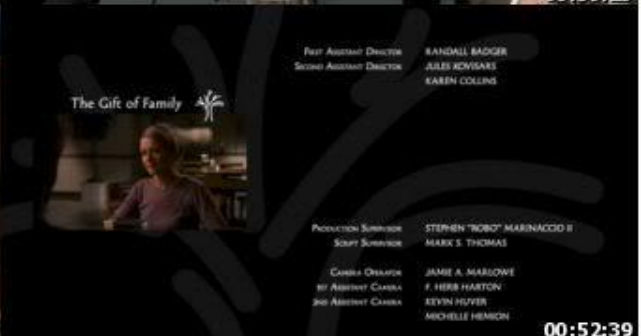 FIRST ASSISTANT DIRECTOR RANDALL BADGER
SECOND ASSISTANT DIRECTOR JULES KOVISARS
KAREN COLLINS
The Gift of Family
PRODUCTION SUPERVISOR STEPHEN "ROBO" MARINACCIO II
SCRIPT SUPERVISOR MARK S. THOMAS
CAMERA OPERATOR JAMIE A. MARLOWE
1ST ASSISTANT CAMERA F. HERB HARTON
2ND ASSISTANT CAMERA KEVIN HUVER
MICHELLE HENSON
00:52:39